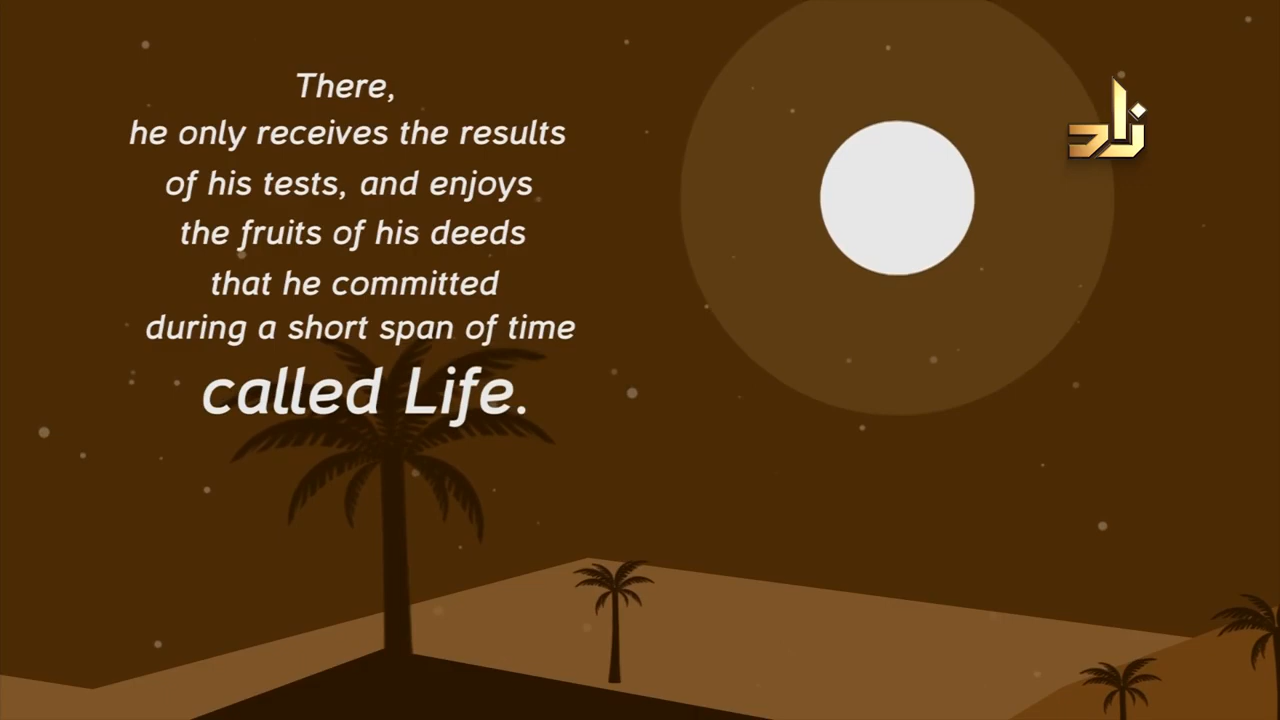 There,
he only receives the results
of his tests, and enjoys
the fruits of his deeds
that he committed
during a short span of time
called Life.
زاد